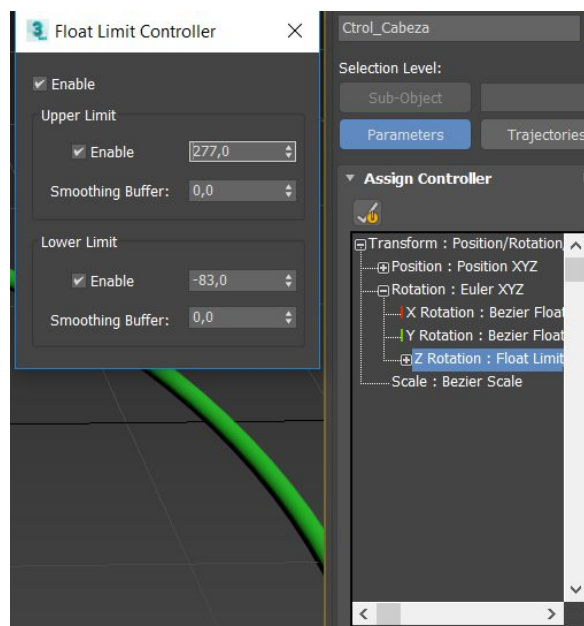 Float Limit Controller
Enable
Upper Limit
Enable 277,0
Smoothing Buffer: 0,0
Lower Limit
Enable -83,0
Smoothing Buffer: 0,0
Ctrol_Cabeza
Selection Level:
Sub-Object
Parameters Trajectories
Assign Controller
Transform : Position/Rotation/
Position : Position XYZ
Rotation : Euler XYZ
X Rotation : Bezier Float
Y Rotation : Bezier Float
Z Rotation : Float Limit
Scale : Bezier Scale